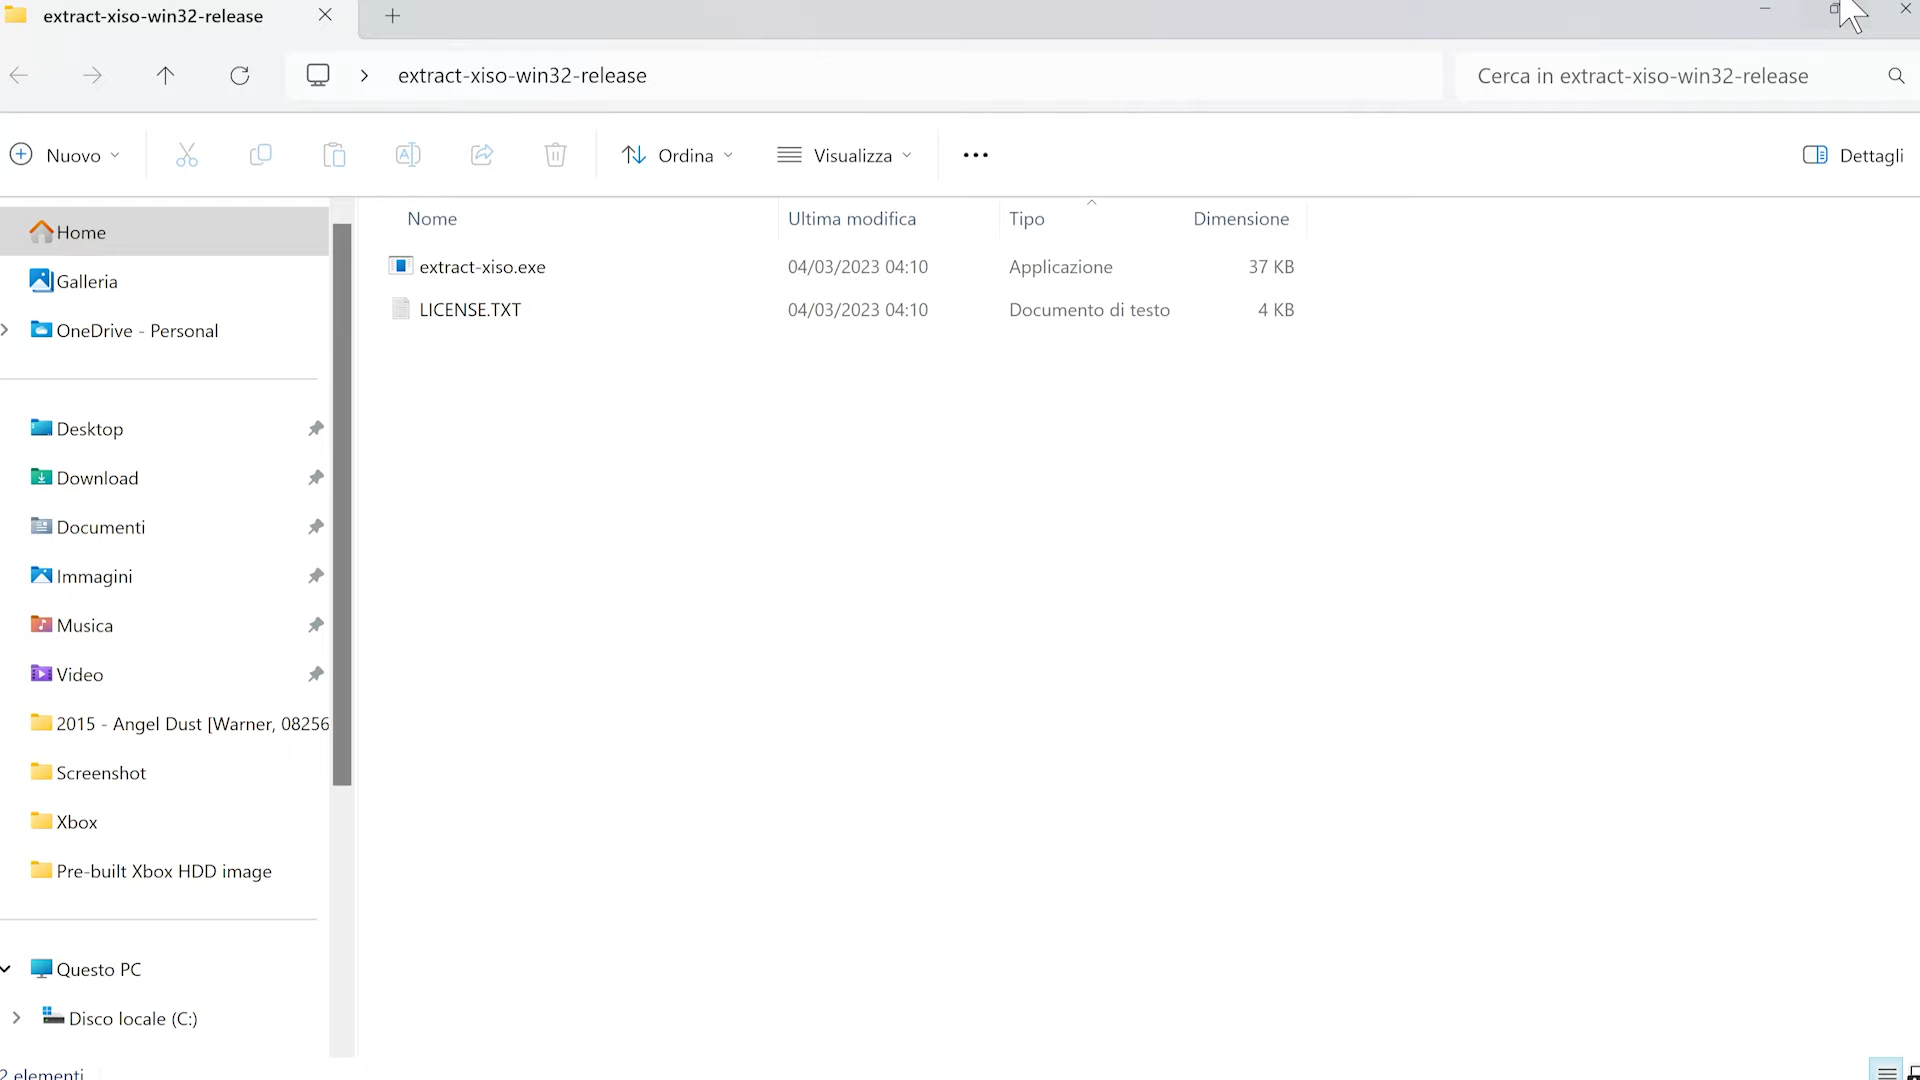 extract-xiso-win32-release
extract-xiso-win32-release
Cerca in extract-xiso-win32-release
Nuovo
Ordina
Visualizza
Dettagli
Nome Ultima modifica Tipo Dimensione
extract-xiso.exe 04/03/2023 04:10 Applicazione 37 KB
LICENSE.TXT 04/03/2023 04:10 Documento di testo 4 KB
Home
Galleria
OneDrive - Personal
Desktop
Download
Documenti
Immagini
Musica
Video
2015 - Angel Dust [Warner, 08256
Screenshot
Xbox
Pre-built Xbox HDD image
Questo PC
Disco locale (C:)
2 elementi